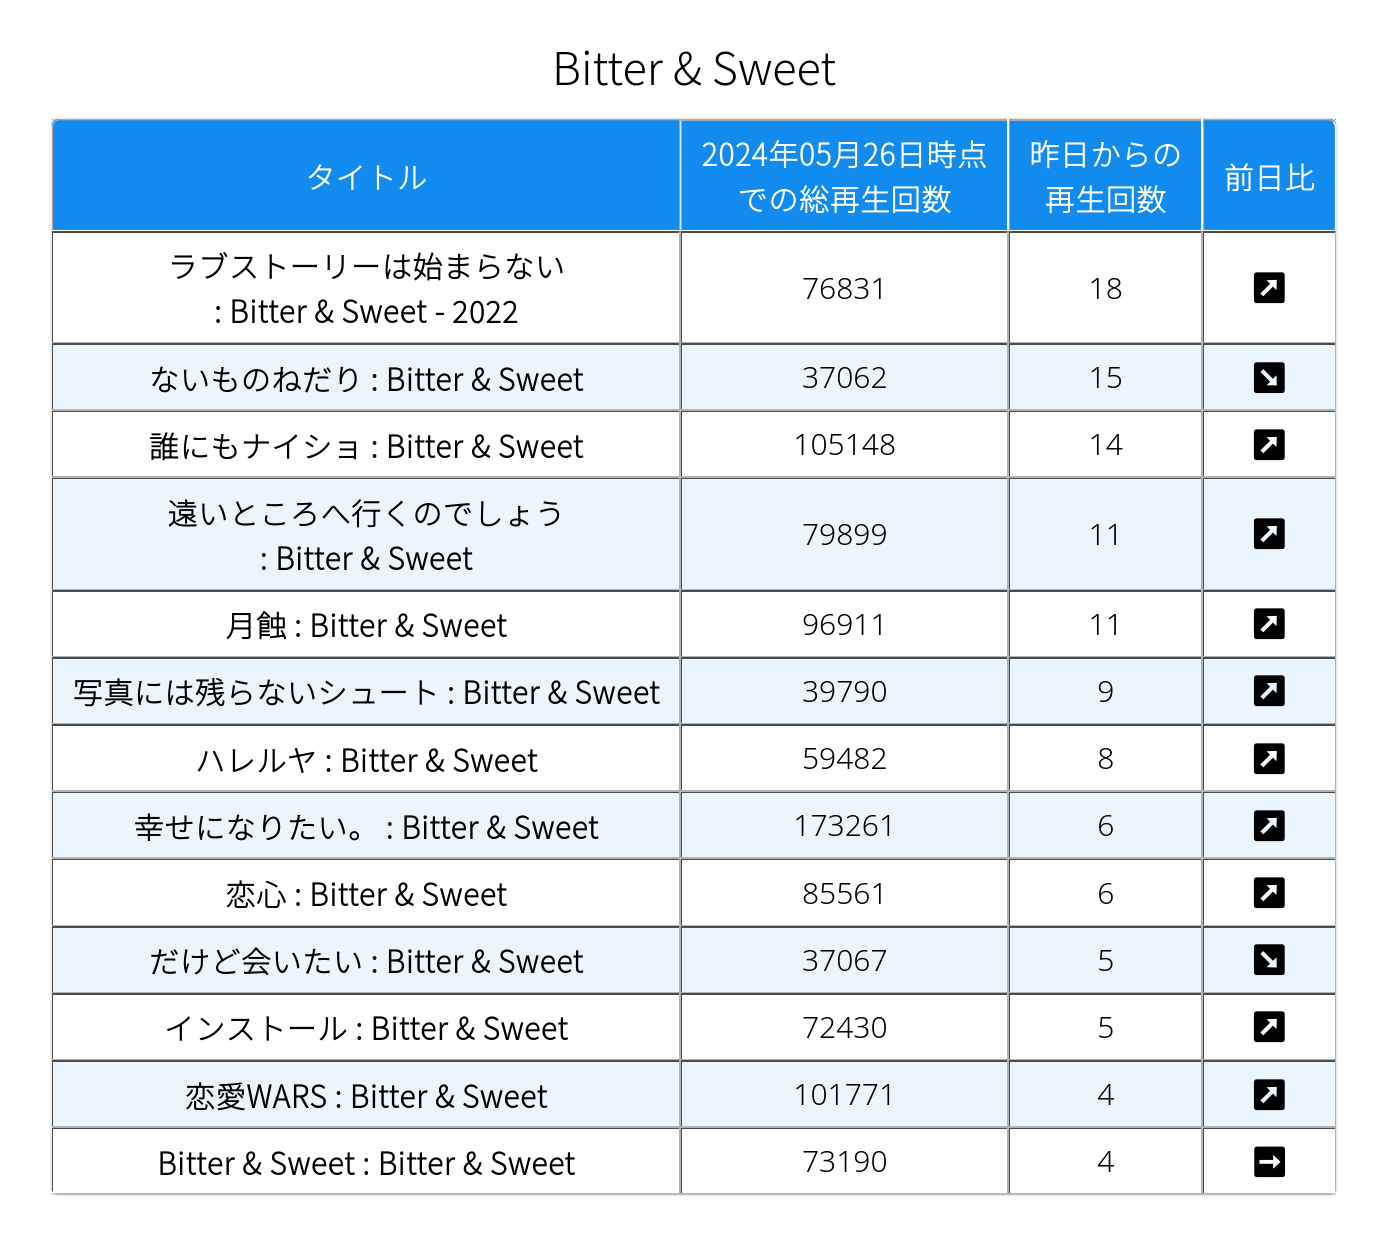 Bitter & Sweet
タイトル
2024年05月26日時点
での総再生回数
昨日からの
再生回数
前日比
ラブストーリーは始まらない
: Bitter & Sweet - 2022
76831
18
ないものねだり : Bitter & Sweet
37062
15
誰にもナイショ : Bitter & Sweet
105148
14
遠いところへ行くのでしょう
: Bitter & Sweet
79899
11
月蝕 : Bitter & Sweet
96911
11
写真には残らないシュート : Bitter & Sweet
39790
9
ハレルヤ : Bitter & Sweet
59482
8
幸せになりたい。 : Bitter & Sweet
173261
6
恋心 : Bitter & Sweet
85561
6
だけど会いたい : Bitter & Sweet
37067
5
インストール : Bitter & Sweet
72430
5
恋愛WARS : Bitter & Sweet
101771
4
Bitter & Sweet : Bitter & Sweet
73190
4